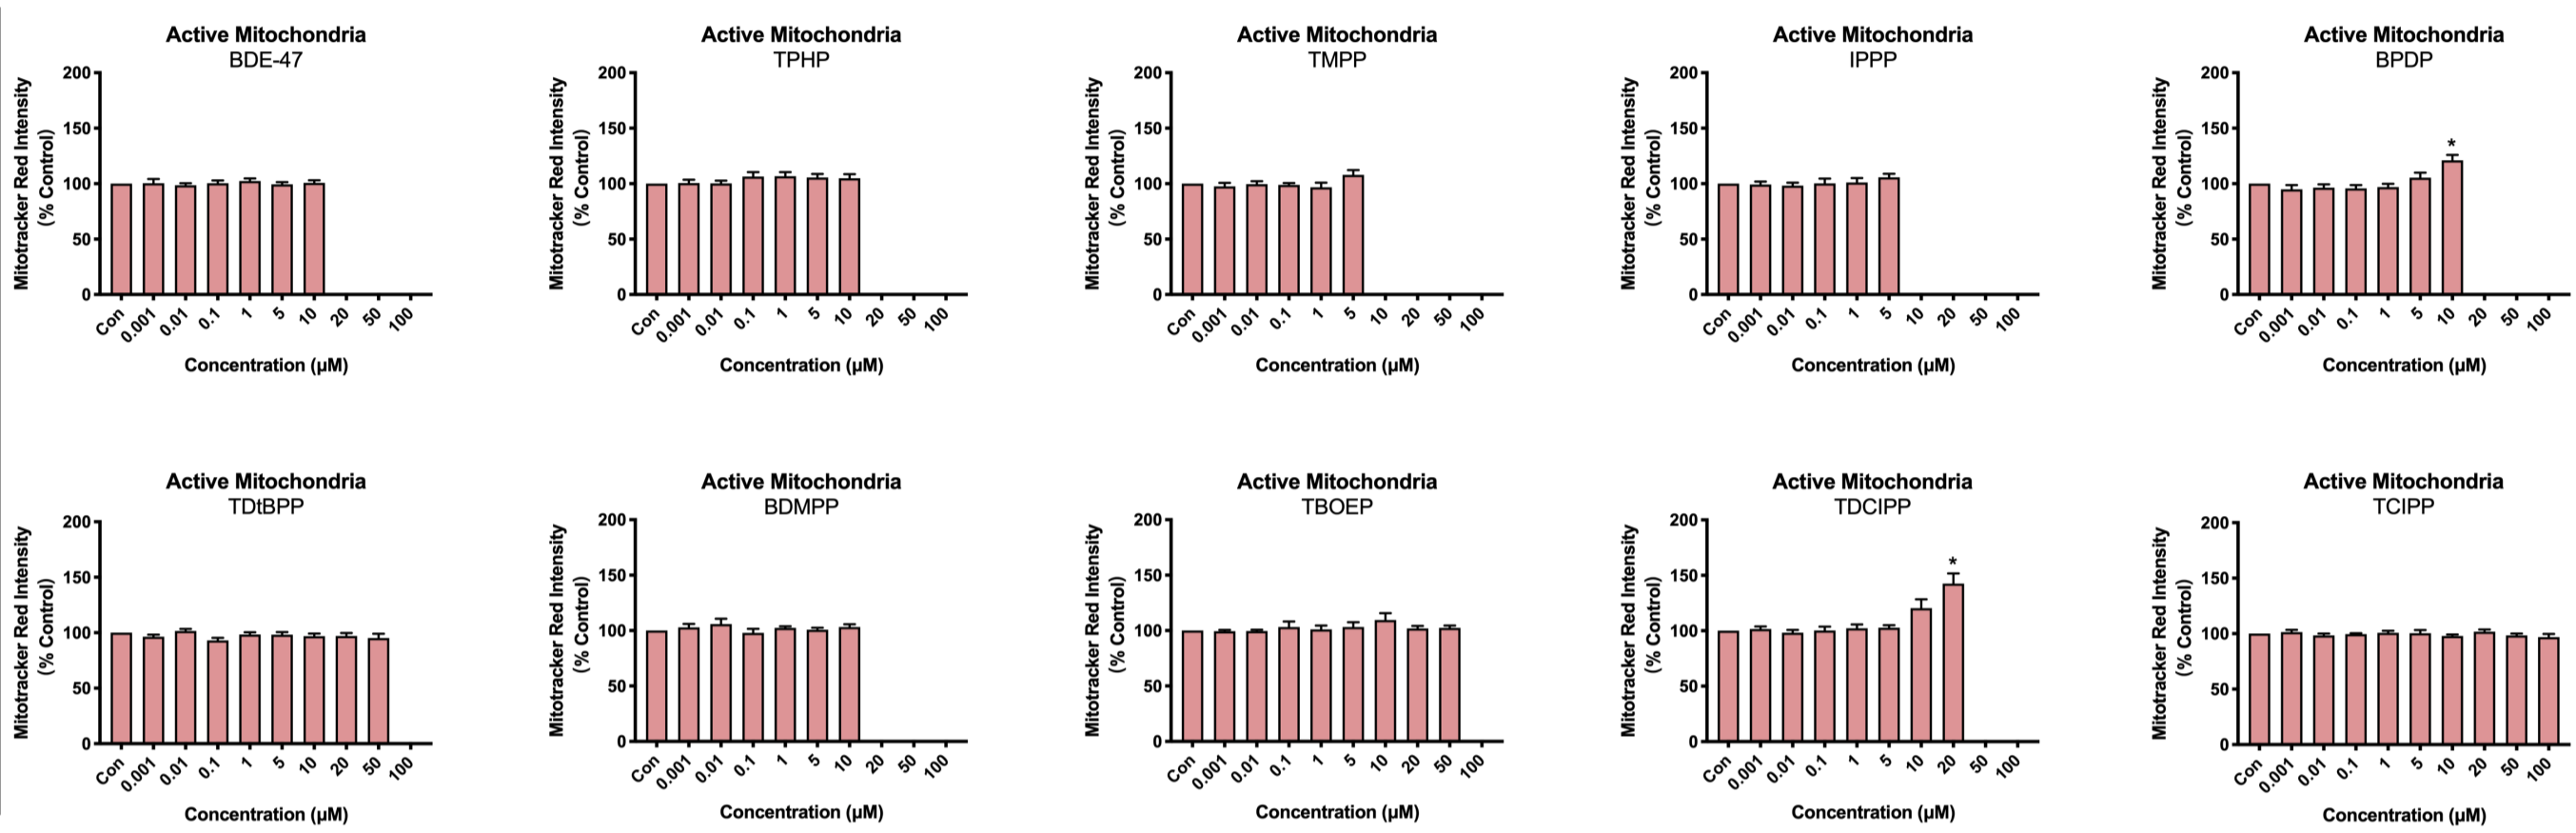 Active Mitochondria
BDE-47
Mitotracker Red Intensity
(% Control)
200
150
100
50
0
Con 0.001 0.01 0.1 1 5 10 20 50 100
Concentration (µM)
Active Mitochondria
TPHP
Mitotracker Red Intensity
(% Control)
200
150
100
50
0
Con 0.001 0.01 0.1 1 5 10 20 50 100
Concentration (µM)
Active Mitochondria
TMPP
Mitotracker Red Intensity
(% Control)
200
150
100
50
0
Con 0.001 0.01 0.1 1 5 10 20 50 100
Concentration (µM)
Active Mitochondria
IPPP
Mitotracker Red Intensity
(% Control)
200
150
100
50
0
Con 0.001 0.01 0.1 1 5 10 20 50 100
Concentration (µM)
Active Mitochondria
BPDP
Mitotracker Red Intensity
(% Control)
200
150
100
50
0
*
Con 0.001 0.01 0.1 1 5 10 20 50 100
Concentration (µM)
Active Mitochondria
TDtBPP
Mitotracker Red Intensity
(% Control)
200
150
100
50
0
Con 0.001 0.01 0.1 1 5 10 20 50 100
Concentration (µM)
Active Mitochondria
BDMPP
Mitotracker Red Intensity
(% Control)
200
150
100
50
0
Con 0.001 0.01 0.1 1 5 10 20 50 100
Concentration (µM)
Active Mitochondria
TBOEP
Mitotracker Red Intensity
(% Control)
200
150
100
50
0
Con 0.001 0.01 0.1 1 5 10 20 50 100
Concentration (µM)
Active Mitochondria
TDCIPP
Mitotracker Red Intensity
(% Control)
200
150
100
50
0
*
Con 0.001 0.01 0.1 1 5 10 20 50 100
Concentration (µM)
Active Mitochondria
TCIPP
Mitotracker Red Intensity
(% Control)
200
150
100
50
0
Con 0.001 0.01 0.1 1 5 10 20 50 100
Concentration (µM)